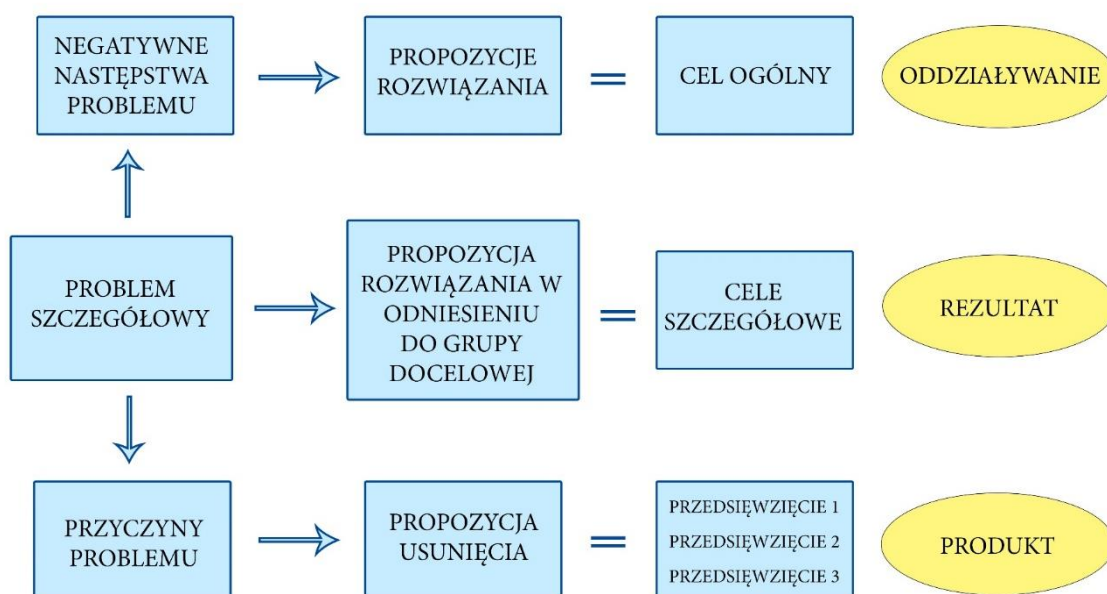 NEGATYWNE
NASTĘPSTWA
PROBLEMU
PROPOZYCJE
ROZWIĄZANIA
=
CEL OGÓLNY
ODDZIAŁYWANIE
PROBLEM
SZCZEGÓŁOWY
PROPOZYCJA
ROZWIĄZANIA W
ODNIESIENIU
DO GRUPY
DOCELOWEJ
=
CELE
SZCZEGÓŁOWE
REZULTAT
PRZYCZYNY
PROBLEMU
PROPOZYCJA
USUNIĘCIA
=
PRZEDSIĘWZIĘCIE 1
PRZEDSIĘWZIĘCIE 2
PRZEDSIĘWZIĘCIE 3
PRODUKT